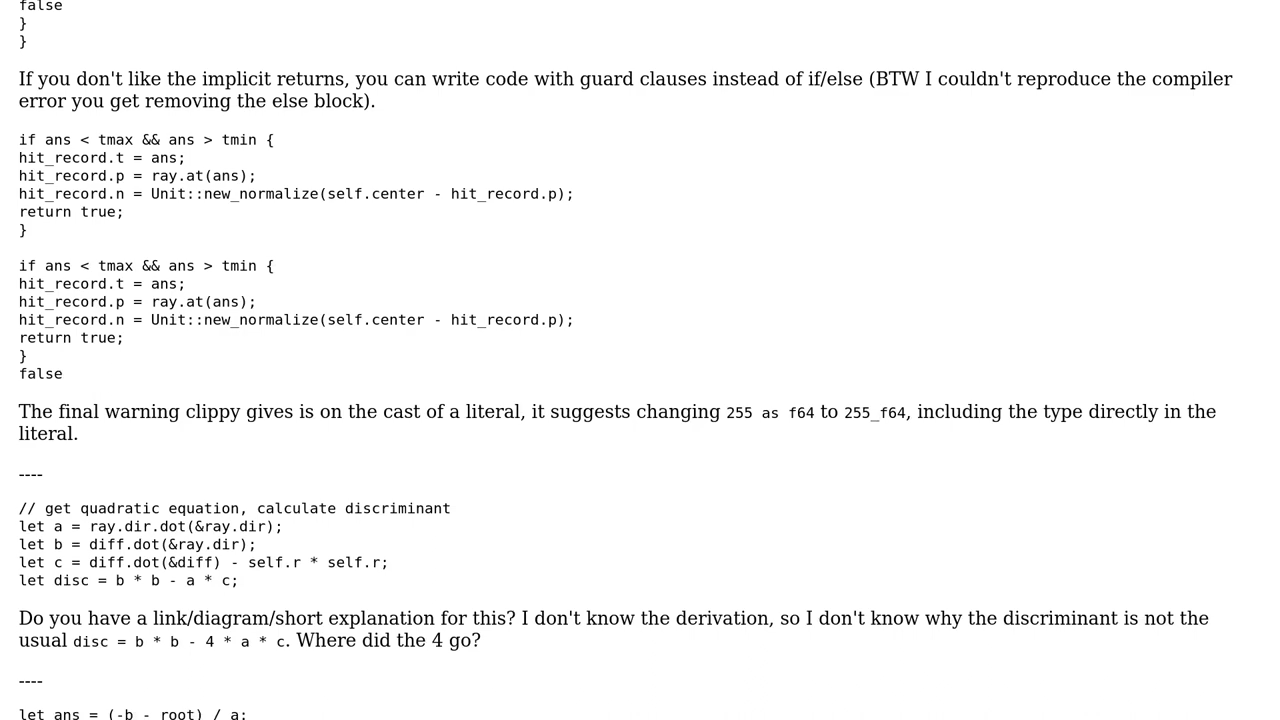 false
}
}
If you don't like the implicit returns, you can write code with guard clauses instead of if/else (BTW I couldn't reproduce the compiler
error you get removing the else block).
if ans < tmax && ans > tmin {
hit_record.t = ans;
hit_record.p = ray.at(ans);
hit_record.n = Unit::new_normalize(self.center - hit_record.p);
return true;
}
if ans < tmax && ans > tmin {
hit_record.t = ans;
hit_record.p = ray.at(ans);
hit_record.n = Unit::new_normalize(self.center - hit_record.p);
return true;
}
false
The final warning clippy gives is on the cast of a literal, it suggests changing 255 as f64 to 255_f64, including the type directly in the
literal.
----
// get quadratic equation, calculate discriminant
let a = ray.dir.dot(&ray.dir);
let b = diff.dot(&ray.dir);
let c = diff.dot(&diff) - self.r * self.r;
let disc = b * b - a * c;
Do you have a link/diagram/short explanation for this? I don't know the derivation, so I don't know why the discriminant is not the
usual disc = b * b - 4 * a * c. Where did the 4 go?
----
let ans = (-b - root) / a;